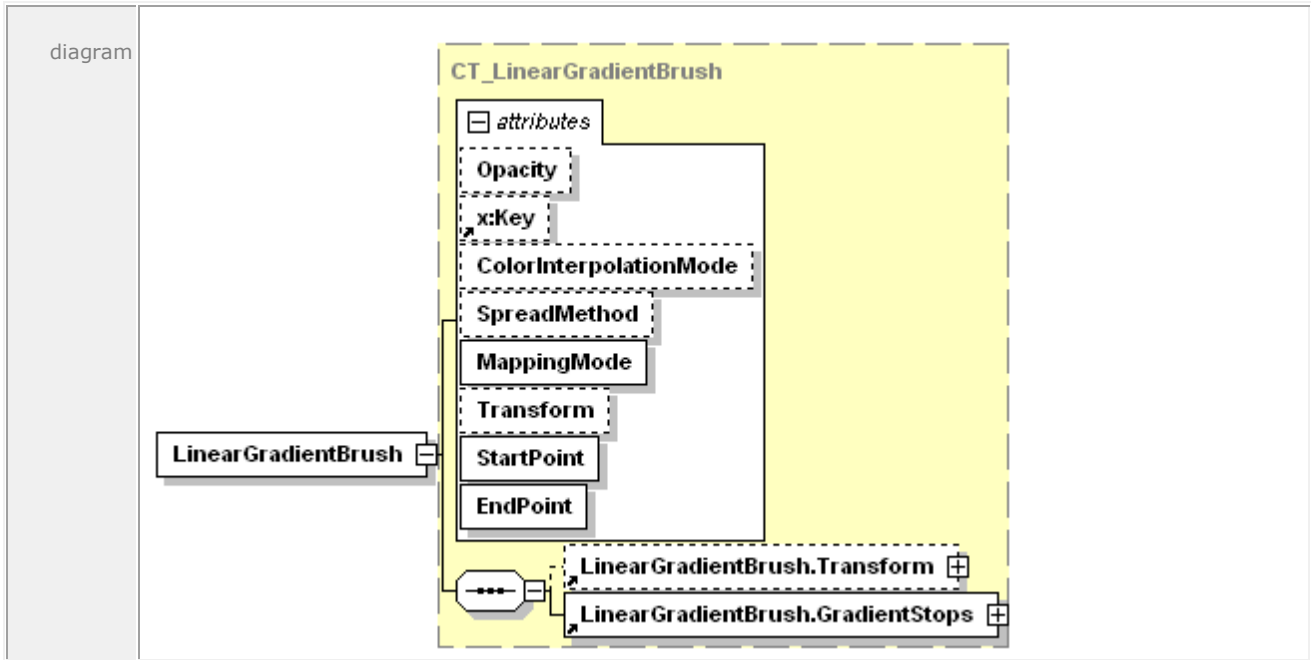 diagram
CT_LinearGradientBrush
attributes
Opacity
x:Key
ColorInterpolationMode
SpreadMethod
MappingMode
Transform
StartPoint
EndPoint
LinearGradientBrush
LinearGradientBrush.Transform
LinearGradientBrush.GradientStops